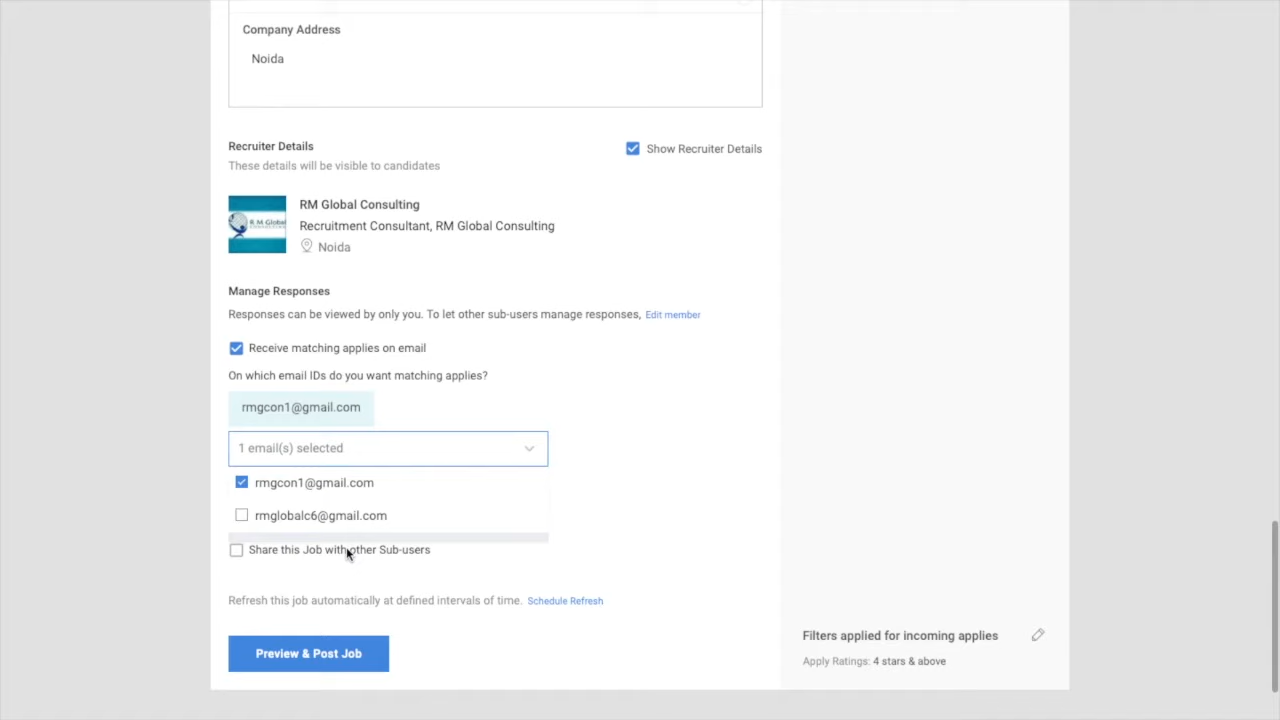 Company Address
Noida
Recruiter Details
Show Recruiter Details
These details will be visible to candidates
R M Global
RM Global Consulting
Recruitment Consultant, RM Global Consulting
Noida
Manage Responses
Responses can be viewed by only you. To let other sub-users manage responses, Edit member
Receive matching applies on email
On which email IDs do you want matching applies?
rmgcon1@gmail.com
1 email(s) selected
rmgcon1@gmail.com
rmglobalc6@gmail.com
Share this Job with other Sub-users
Refresh this job automatically at defined intervals of time. Schedule Refresh
Preview & Post Job
Filters applied for incoming applies
Apply Ratings: 4 stars & above